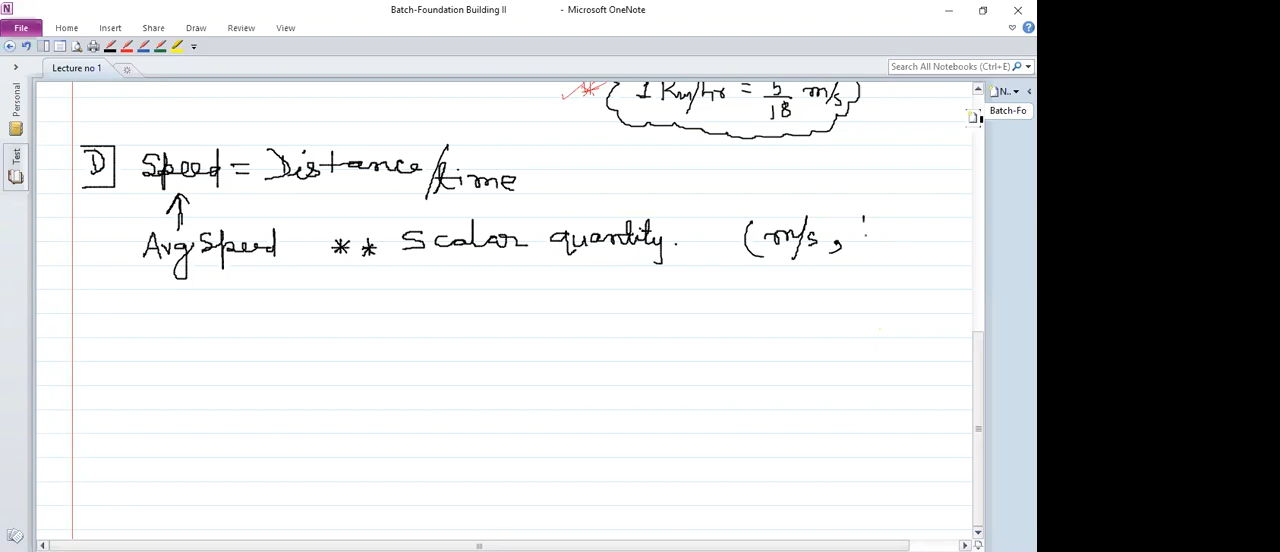 Batch-Foundation Building II - Microsoft OneNote
File Home Insert Share Draw Review View
Lecture no 1
Search All Notebooks (Ctrl+E)
Personal
Test
N..
Batch-Fo
1 Km/Hr = 5/18 m/s
D Speed = Distance/time
Avg Speed ** Scalar quantity. (m/s,